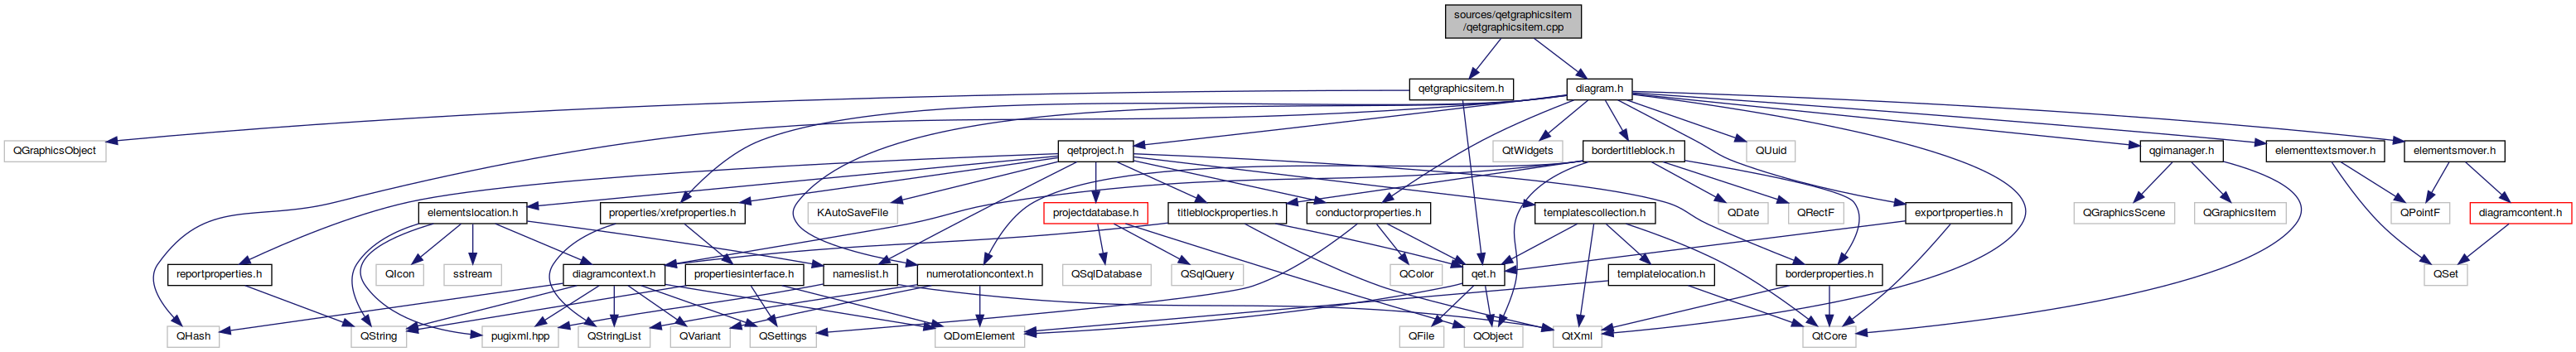 sources/qetgraphicsitem
/qetgraphicsitem.cpp
qetgraphicsitem.h
diagram.h
QGraphicsObject
qetproject.h
QtWidgets
bordertitleblock.h
QUuid
qgimanager.h
elementtextsmover.h
elementsmover.h
elementslocation.h
properties/xrefproperties.h
KAutoSaveFile
projectdatabase.h
titleblockproperties.h
conductorproperties.h
templatescollection.h
QDate
QRectF
exportproperties.h
QGraphicsScene
QGraphicsItem
QPointF
diagramcontent.h
reportproperties.h
QIcon
sstream
diagramcontext.h
propertiesinterface.h
nameslist.h
numerotationcontext.h
QSqlDatabase
QSqlQuery
QColor
qet.h
templatelocation.h
borderproperties.h
QSet
QHash
QString
pugixml.hpp
QStringList
QVariant
QSettings
QDomElement
QFile
QObject
QtXml
QtCore